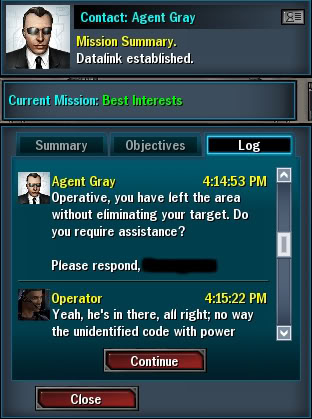 Contact: Agent Gray
Mission Summary.
Datalink established.
Current Mission: Best Interests
Summary
Objectives
Log
Agent Gray
4:14:53 PM
Operative, you have left the area
without eliminating your target. Do
you require assistance?
Please respond,
Operator
4:15:22 PM
Yeah, he's in there, all right; no way
the unidentified code with power
Continue
Close